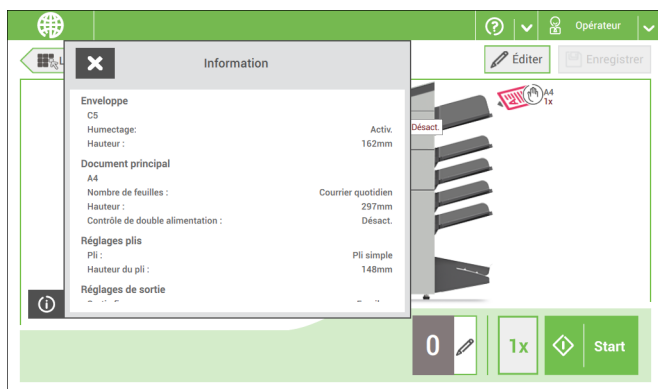 Opérateur
L
Information
Éditer
Enregistrer
A4
1x
Désact.
Enveloppe
C5
Humectage: Activ.
Hauteur : 162mm
Document principal
A4
Nombre de feuilles : Courrier quotidien
Hauteur : 297mm
Contrôle de double alimentation : Désact.
Réglages plis
Pli : Pli simple
Hauteur du pli : 148mm
Réglages de sortie
0
1x
Start